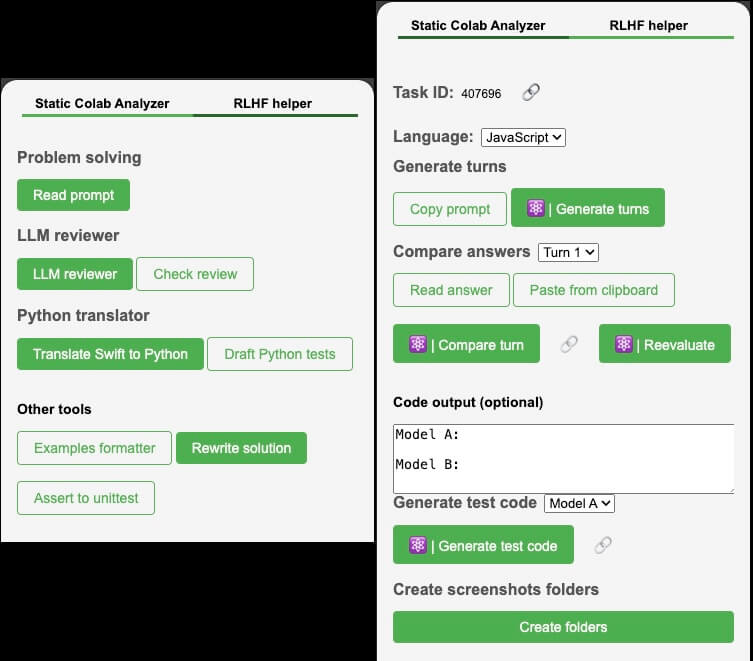 Static Colab Analyzer RLHF helper
Problem solving
Read prompt
LLM reviewer
LLM reviewer Check review
Python translator
Translate Swift to Python Draft Python tests
Other tools
Examples formatter Rewrite solution
Assert to unittest
Static Colab Analyzer RLHF helper
Task ID: 407696
Language: JavaScript
Generate turns
Copy prompt | Generate turns
Compare answers Turn 1
Read answer Paste from clipboard
| Compare turn | Reevaluate
Code output (optional)
Model A:
Model B:
Generate test code Model A
| Generate test code
Create screenshots folders
Create folders